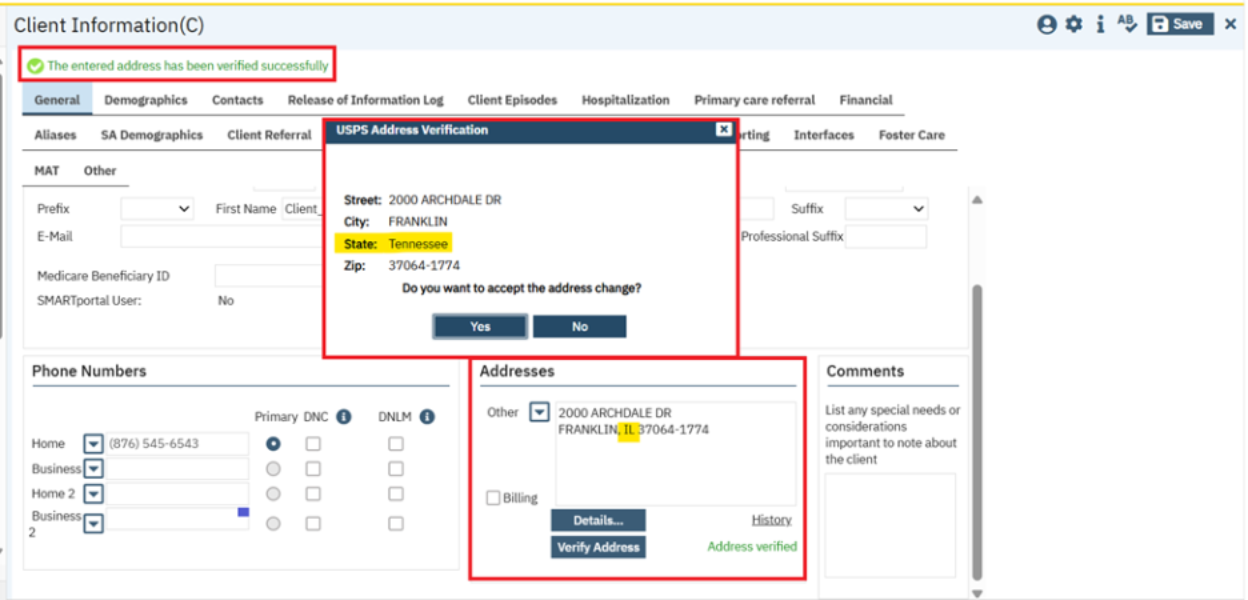 Client Information(C)
AB
Save
The entered address has been verified successfully
General Demographics Contacts Release of Information Log Client Episodes Hospitalization Primary care referral Financial
Aliases SA Demographics Client Referral
rting Interfaces Foster Care
MAT Other
USPS Address Verification
Street: 2000 ARCHDALE DR
City: FRANKLIN
State: Tennessee
Zip: 37064-1774
Do you want to accept the address change?
Yes No
Prefix First Name Client_ Suffix
E-Mail Professional Suffix
Medicare Beneficiary ID
SMARTportal User: No
Phone Numbers
Primary DNC DNLM
Home (876) 545-6543
Business
Home 2
Business
2
Addresses
Other 2000 ARCHDALE DR
FRANKLIN, IL 37064-1774
Billing
Details... History
Verify Address Address verified
Comments
List any special needs or
considerations
important to note about
the client